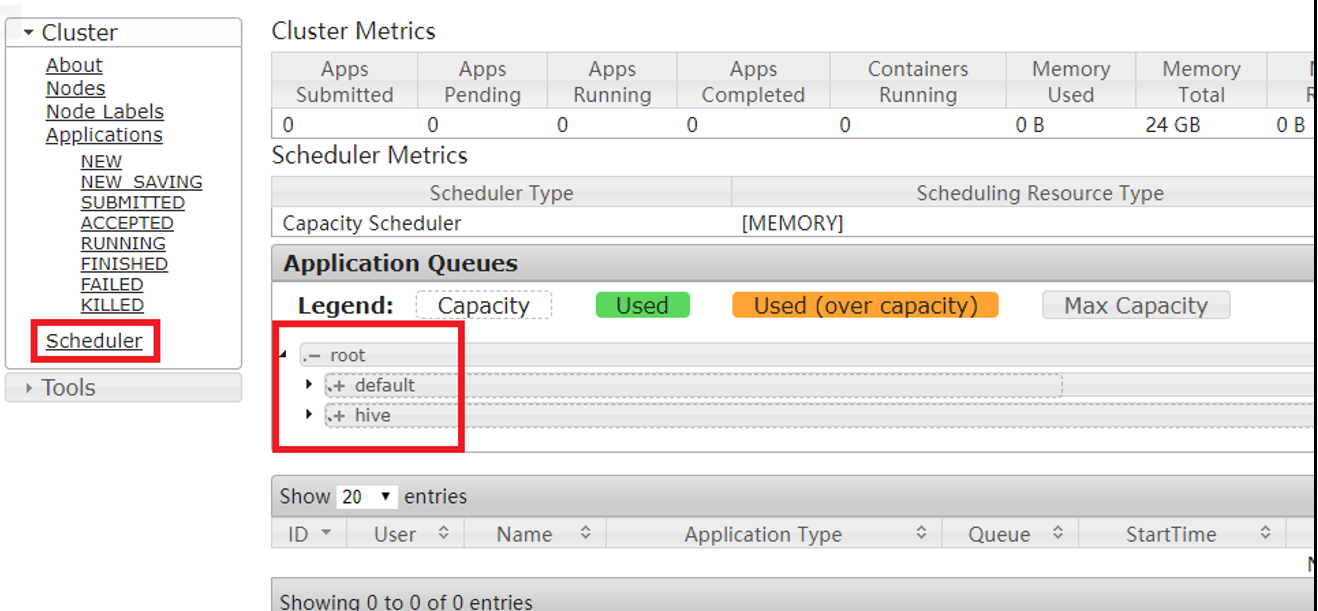 Cluster
About
Nodes
Node Labels
Applications
NEW
NEW_SAVING
SUBMITTED
ACCEPTED
RUNNING
FINISHED
FAILED
KILLED
Scheduler
Tools
Cluster Metrics
Apps Submitted Apps Pending Apps Running Apps Completed Containers Running Memory Used Memory Total
0 0 0 0 0 0 B 24 GB 0 B
Scheduler Metrics
Scheduler Type Scheduling Resource Type
Capacity Scheduler [MEMORY]
Application Queues
Legend: Capacity Used Used (over capacity) Max Capacity
root
default
hive
Show 20 entries
ID User Name Application Type Queue StartTime
Showing 0 to 0 of 0 entries